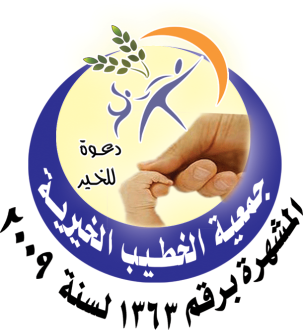 دعوة
للخير
جمعية الخطيب الخيرية
المشهرة برقم ١٣٦٣ لسنة ٢٠٠٩